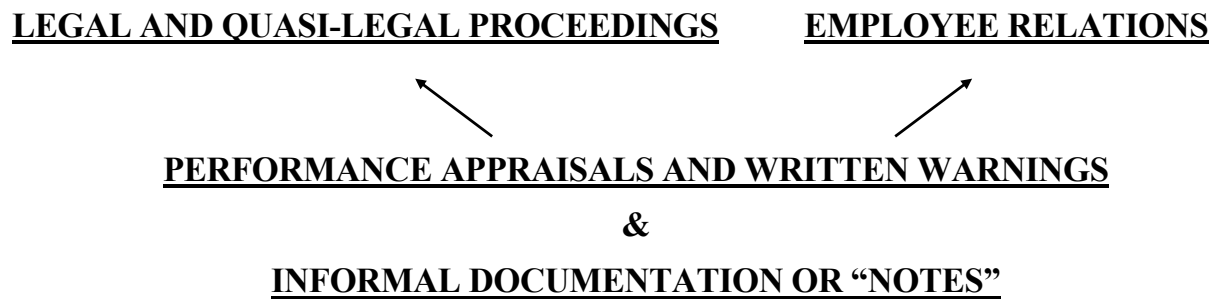 LEGAL AND QUASI-LEGAL PROCEEDINGS EMPLOYEE RELATIONS
PERFORMANCE APPRAISALS AND WRITTEN WARNINGS
&
INFORMAL DOCUMENTATION OR “NOTES”